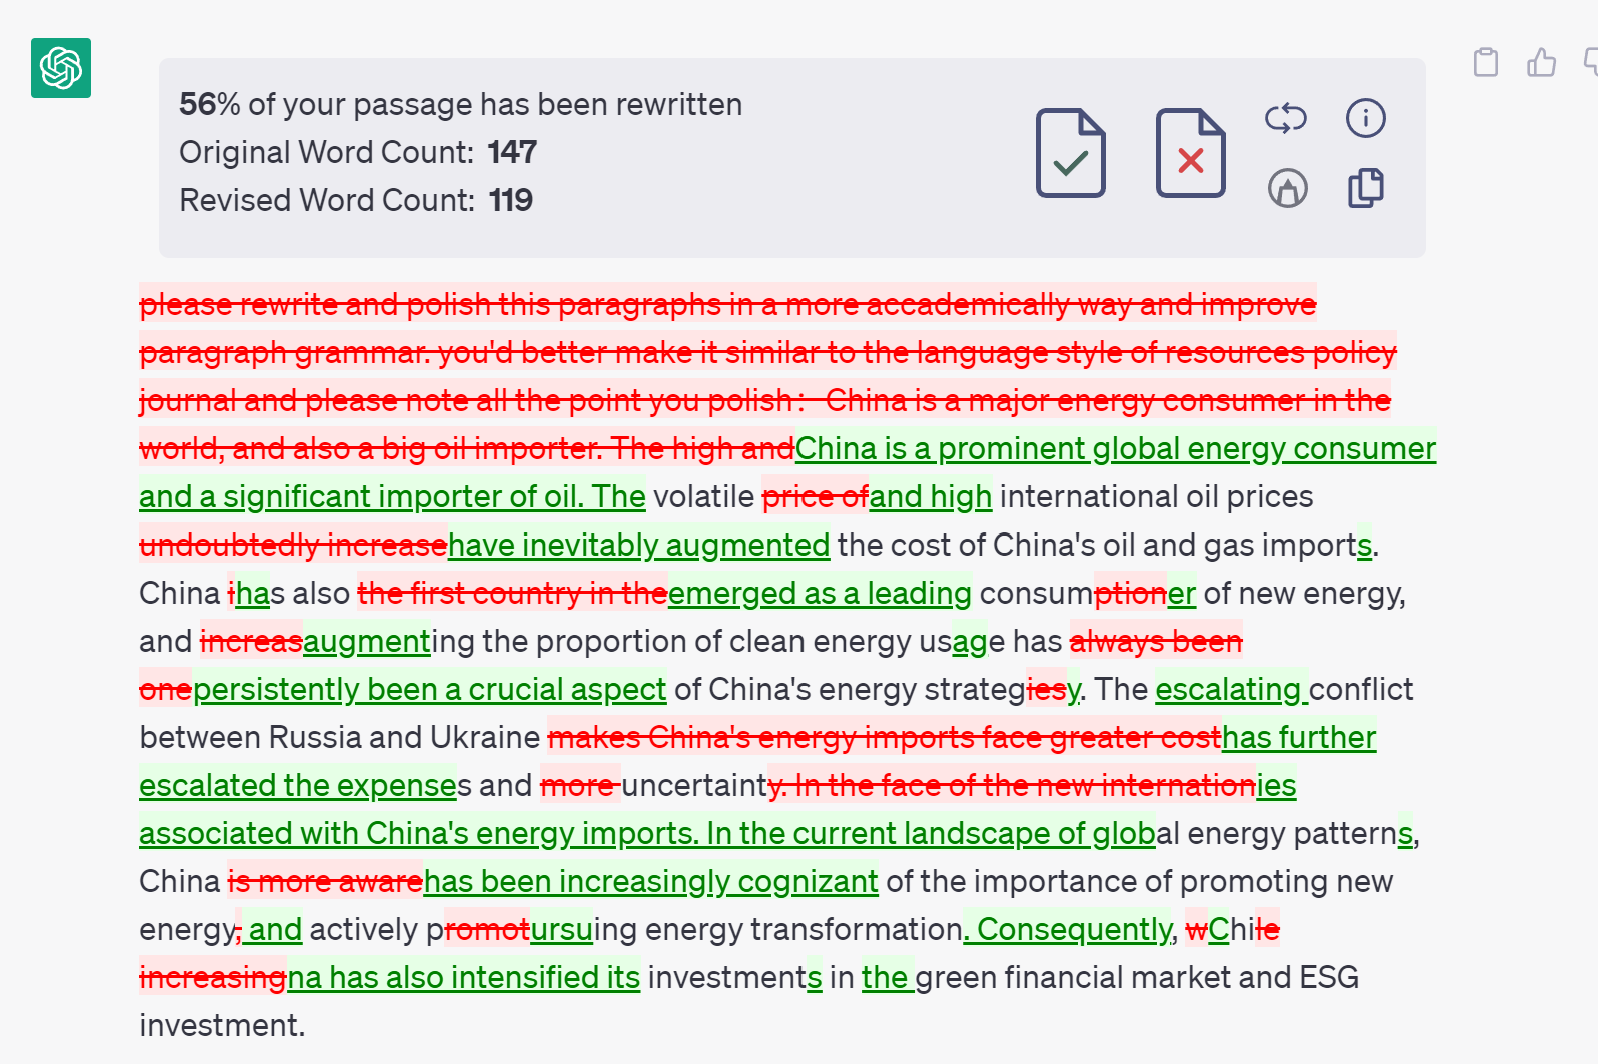 56% of your passage has been rewritten
Original Word Count: 147
Revised Word Count: 119
please rewrite and polish this paragraphs in a more accademically way and improve
paragraph grammar. you'd better make it similar to the language style of resources policy
journal and please note all the point you polish： China is a major energy consumer in the
world, and also a big oil importer. The high andChina is a prominent global energy consumer
and a significant importer of oil. The volatile price ofand high international oil prices
undoubtedly increasehave inevitably augmented the cost of China's oil and gas imports.
China ihas also the first country in theemerged as a leading consumptioner of new energy,
and increasaugmenting the proportion of clean energy usage has always been
onepersistently been a crucial aspect of China's energy strategiesy. The escalating conflict
between Russia and Ukraine makes China's energy imports face greater costhas further
escalated the expenses and more uncertainty. In the face of the new internationies
associated with China's energy imports. In the current landscape of global energy patterns,
China is more awarehas been increasingly cognizant of the importance of promoting new
energy, and actively promotursuing energy transformation. Consequently, wChile
increasingna has also intensified its investments in the green financial market and ESG
investment.